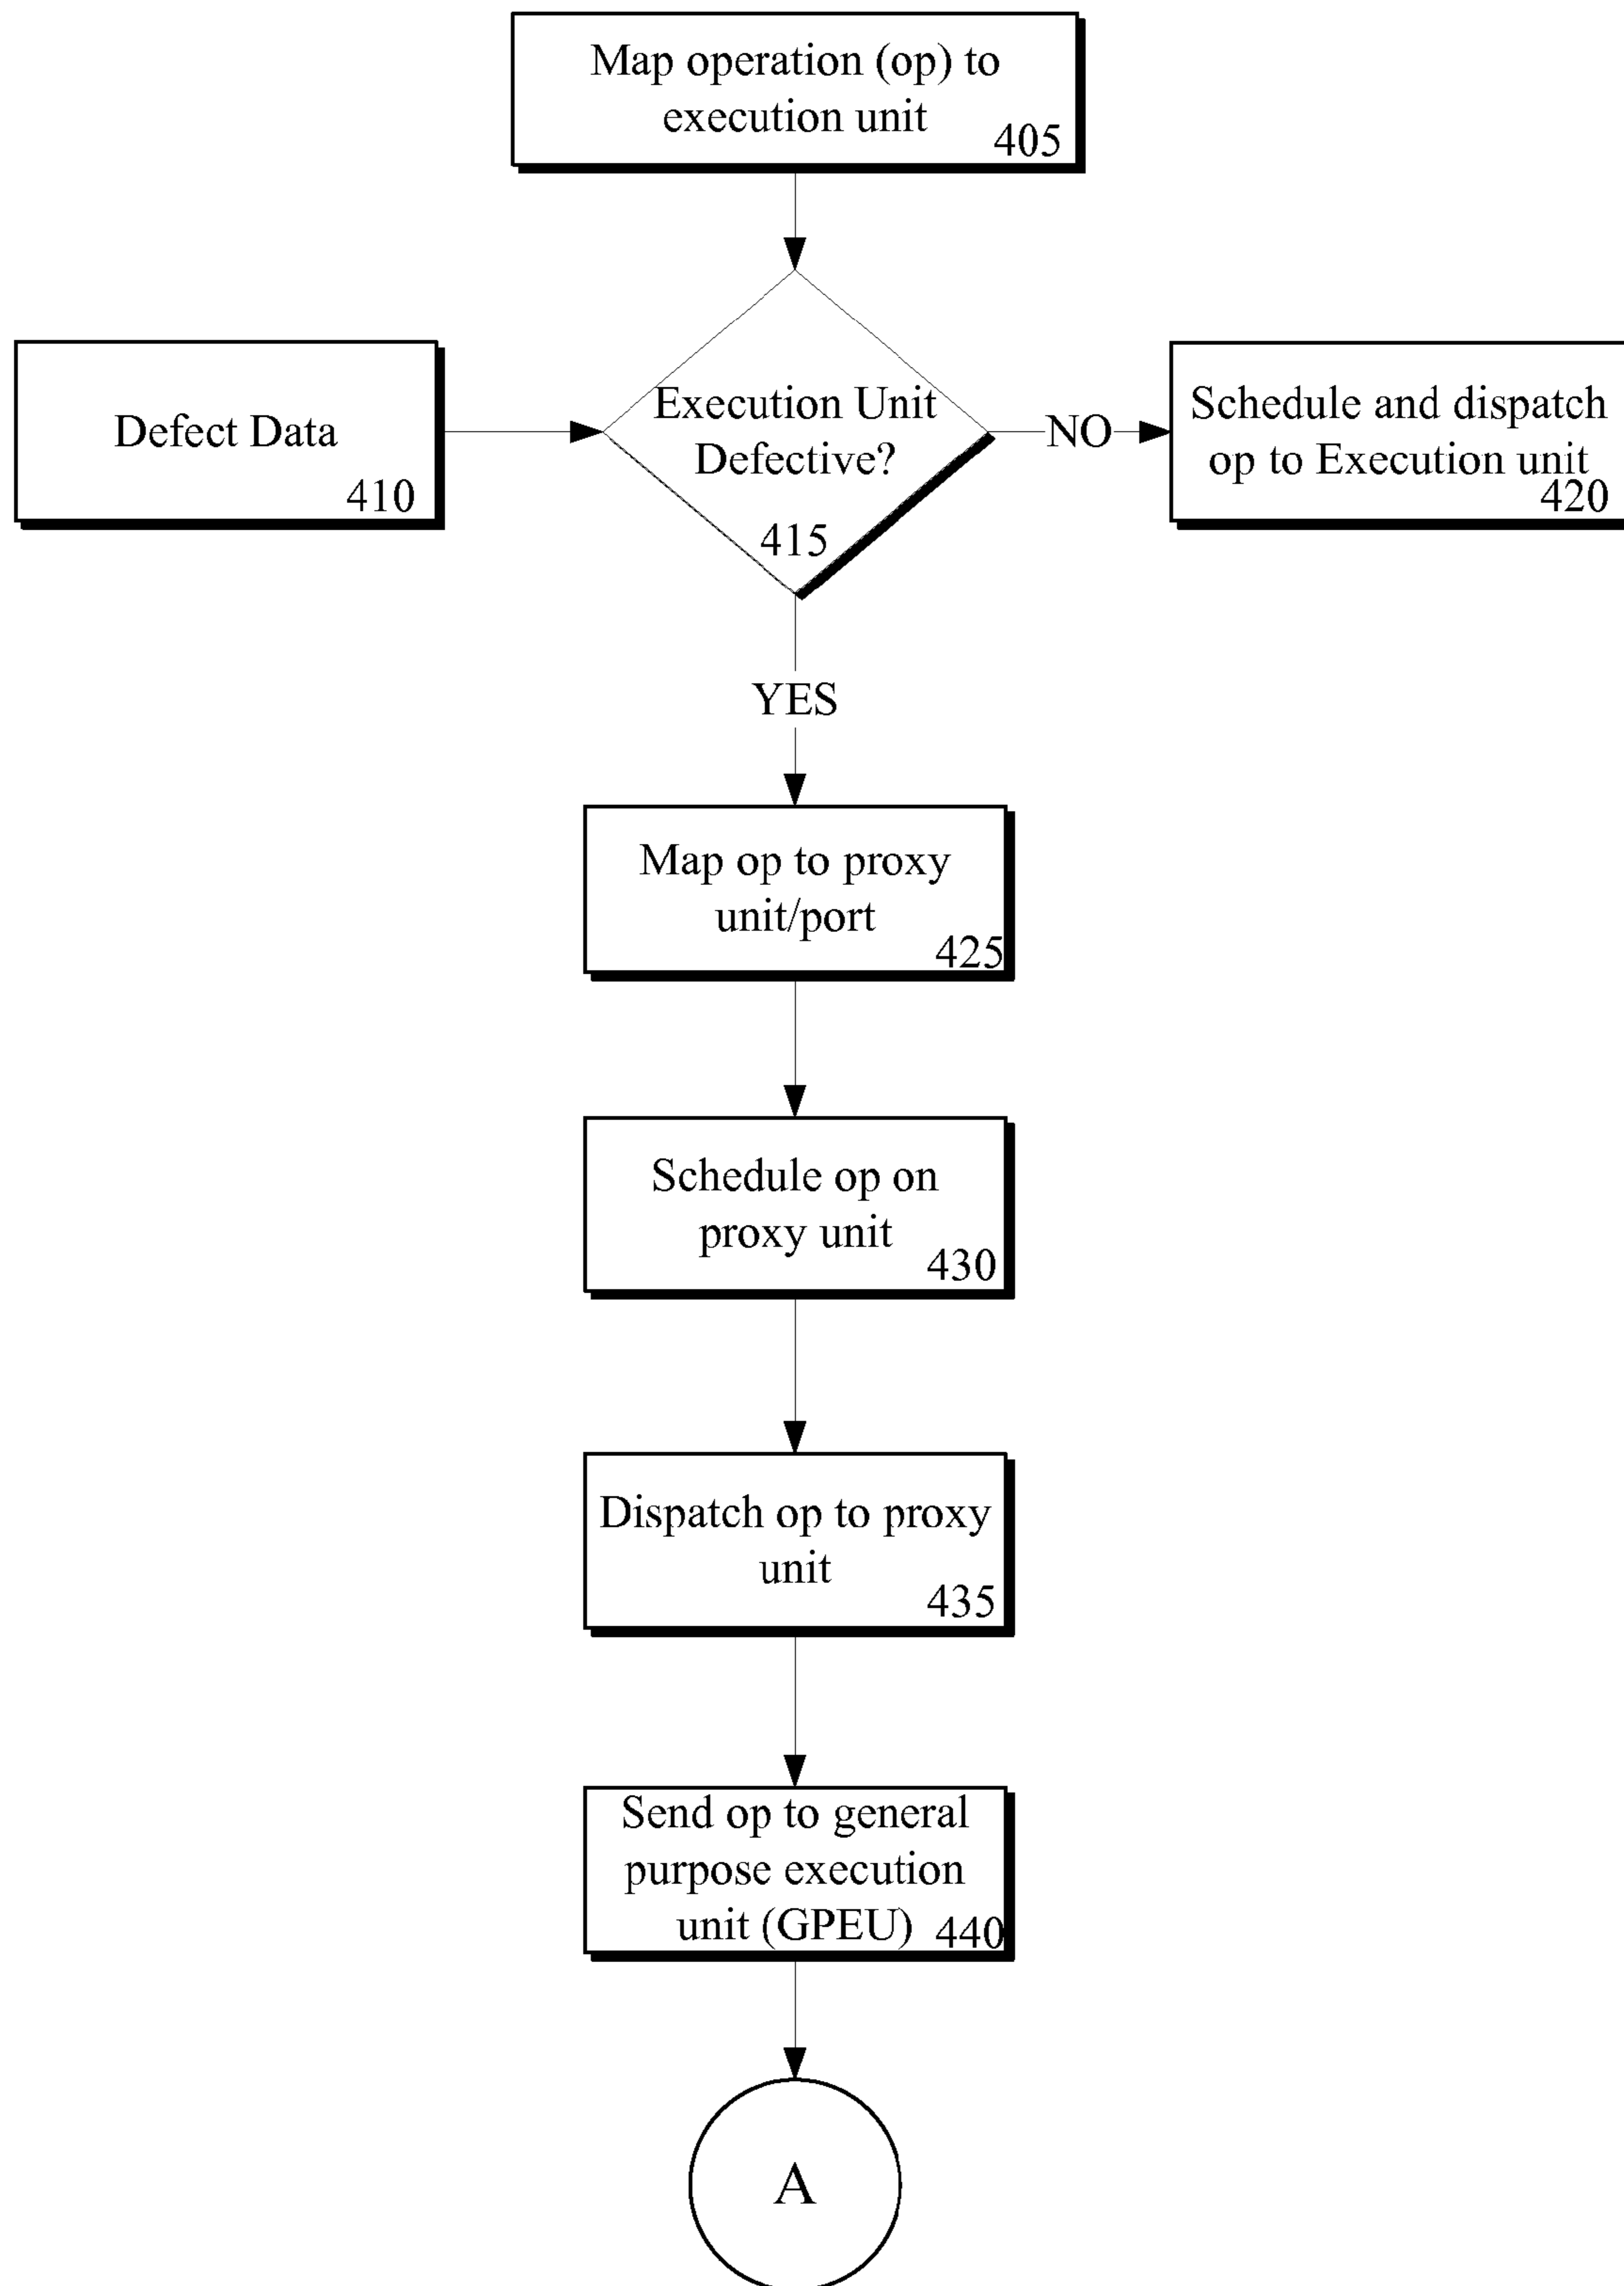 Map operation (op) to
execution unit
405
Defect Data
410
Execution Unit
Defective?
415
NO
Schedule and dispatch
op to Execution unit
420
YES
Map op to proxy
unit/port
425
Schedule op on
proxy unit
430
Dispatch op to proxy
unit
435
Send op to general
purpose execution
unit (GPEU) 440
A